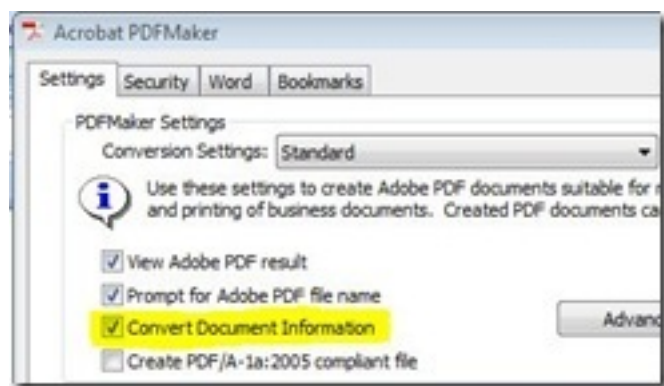 Acrobat PDFMaker
Settings Security Word Bookmarks
PDFMaker Settings
Conversion Settings: Standard
Use these settings to create Adobe PDF documents suitable for
and printing of business documents. Created PDF documents ca
View Adobe PDF result
Prompt for Adobe PDF file name
Convert Document Information
Advanc
Create PDF/A-1a:2005 compliant file